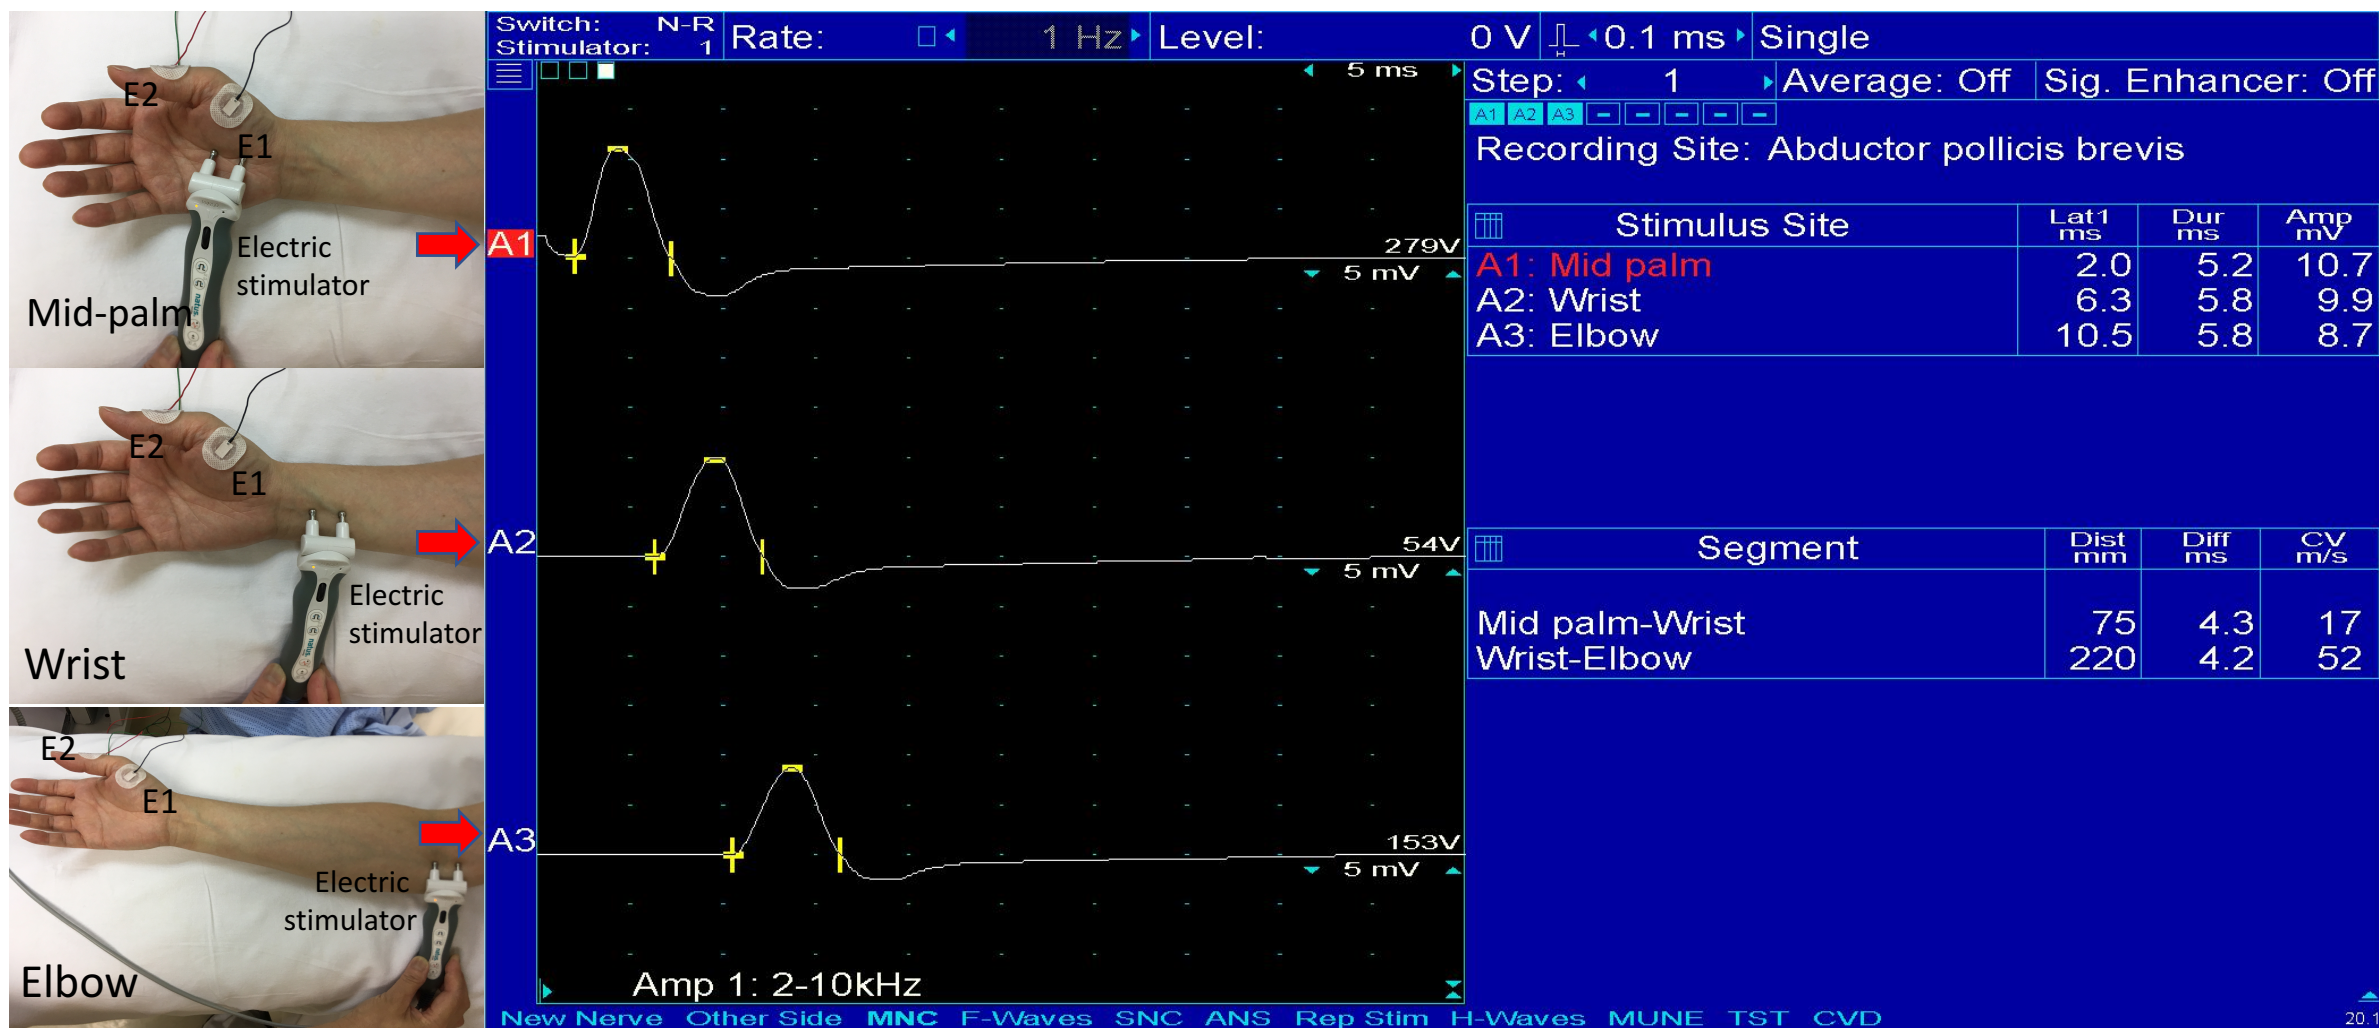 E2
E1
Electric
stimulator
Mid-palm
natus
E2
E1
Electric
stimulator
Wrist
natus
E2
E1
Electric
stimulator
Elbow
Switch: N-R
Stimulator: 1
Rate: 1 Hz
Level: 0 V
0.1 ms
Single
5 ms
Step: 1
Average: Off
Sig. Enhancer: Off
A1 A2 A3
Recording Site: Abductor pollicis brevis
A1
279V
5 mV
A2
54V
5 mV
A3
153V
5 mV
Amp 1: 2-10kHz
Stimulus Site Lat1 ms Dur ms Amp mV
A1: Mid palm 2.0 5.2 10.7
A2: Wrist 6.3 5.8 9.9
A3: Elbow 10.5 5.8 8.7
Segment Dist mm Diff ms CV m/s
Mid palm-Wrist 75 4.3 17
Wrist-Elbow 220 4.2 52
New Nerve Other Side MNC F-Waves SNC ANS Rep Stim H-Waves MUNE TST CVD